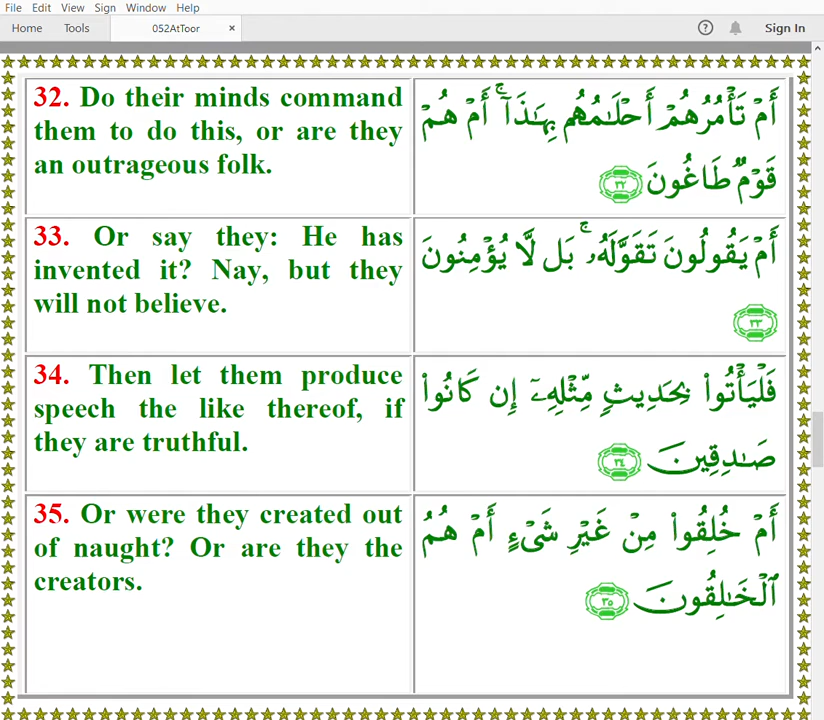 File Edit View Sign Window Help
Home Tools 052AtToor × Sign In
32. Do their minds command
them to do this, or are they
an outrageous folk.
أَمْ تَأْمُرُهُمْ أَحْلَـٰمُهُم بِهَـٰذَآ ۚ أَمْ هُمْ
قَوْمٌ طَاغُونَ ٣٢
33. Or say they: He has
invented it? Nay, but they
will not believe.
أَمْ يَقُولُونَ تَقَوَّلَهُۥ ۚ بَل لَّا يُؤْمِنُونَ
٣٣
34. Then let them produce
speech the like thereof, if
they are truthful.
فَلْيَأْتُوا۟ بِحَدِيثٍ مِّثْلِهِۦٓ إِن كَانُوا۟
صَـٰدِقِينَ ٣٤
35. Or were they created out
of naught? Or are they the
creators.
أَمْ خُلِقُوا۟ مِنْ غَيْرِ شَىْءٍ أَمْ هُمُ
ٱلْخَـٰلِقُونَ ٣٥